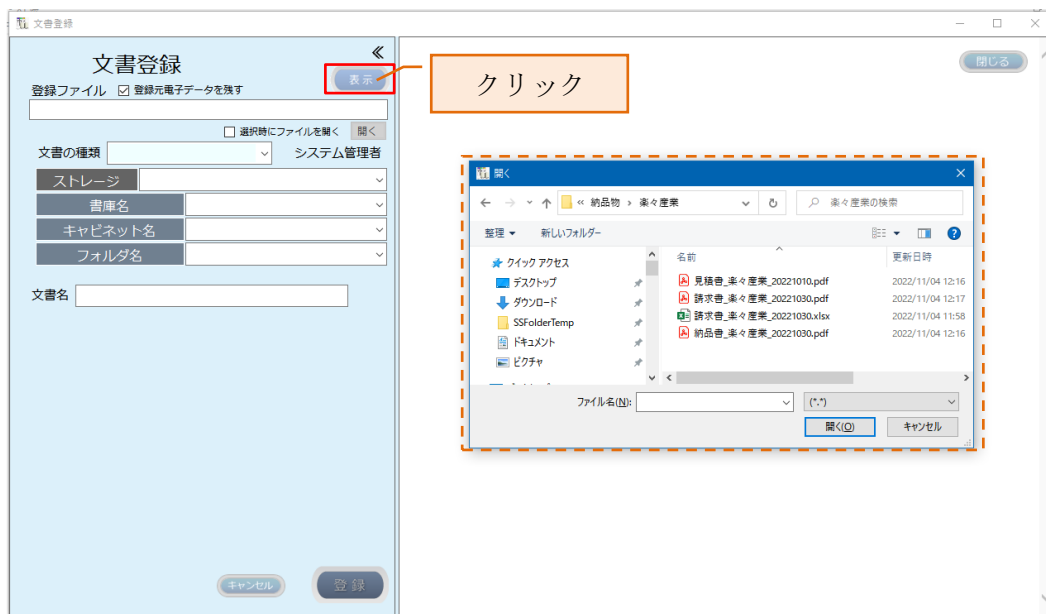 文書登録
文書登録
≪
表示
クリック
閉じる
登録ファイル ☑ 登録元電子データを残す
□ 選択時にファイルを開く 開く
文書の種類 システム管理者
ストレージ
書庫名
キャビネット名
フォルダ名
文書名
キャンセル 登録
開く
« 納品物 › 楽々産業
楽々産業の検索
整理 新しいフォルダー
クイック アクセス
デスクトップ
ダウンロード
SSFolderTemp
ドキュメント
ピクチャ
名前 更新日時
見積書_楽々産業_20221010.pdf 2022/11/04 12:16
請求書_楽々産業_20221030.pdf 2022/11/04 12:17
請求書_楽々産業_20221030.xlsx 2022/11/04 11:58
納品書_楽々産業_20221030.pdf 2022/11/04 12:16
ファイル名(N): (*.*)
開く(O) キャンセル